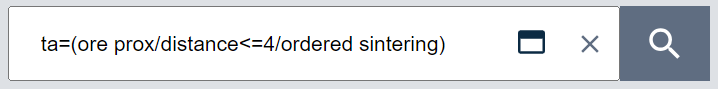 ta=(ore prox/distance<=4/ordered sintering)